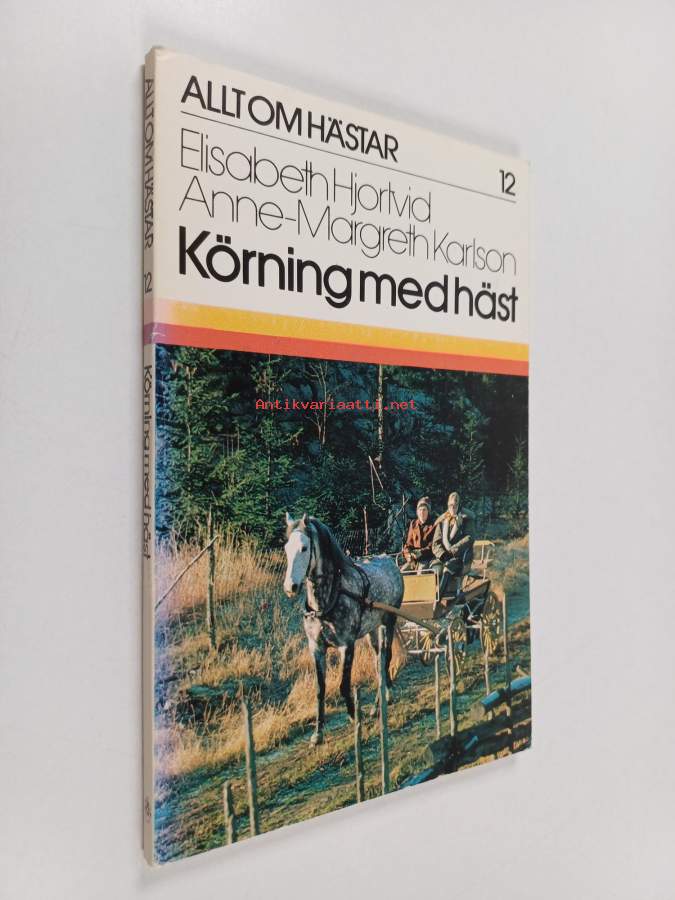 ALLT OM HÄSTAR
12
Elisabeth Hjortvid
Anne-Margreth Karlson
Körning med häst
ALLT OM HÄSTAR 12 Körning med häst
Antikvariaatti.net